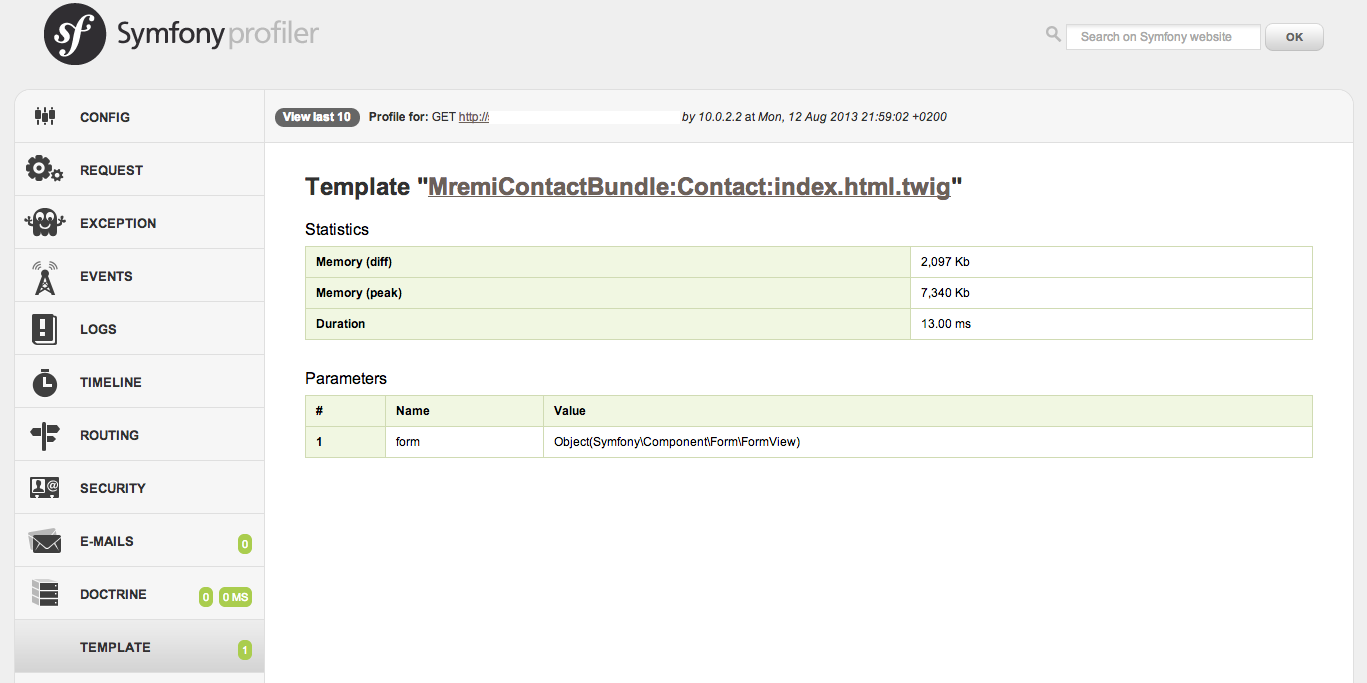 sf Symfony profiler
Search on Symfony website OK
CONFIG
REQUEST
EXCEPTION
EVENTS
LOGS
TIMELINE
ROUTING
SECURITY
E-MAILS 0
DOCTRINE 0 0 MS
TEMPLATE 1
View last 10 Profile for: GET http:// by 10.0.2.2 at Mon, 12 Aug 2013 21:59:02 +0200
Template "MremiContactBundle:Contact:index.html.twig"
Statistics
Memory (diff) 2,097 Kb
Memory (peak) 7,340 Kb
Duration 13.00 ms
Parameters
# Name Value
1 form Object(Symfony\Component\Form\FormView)